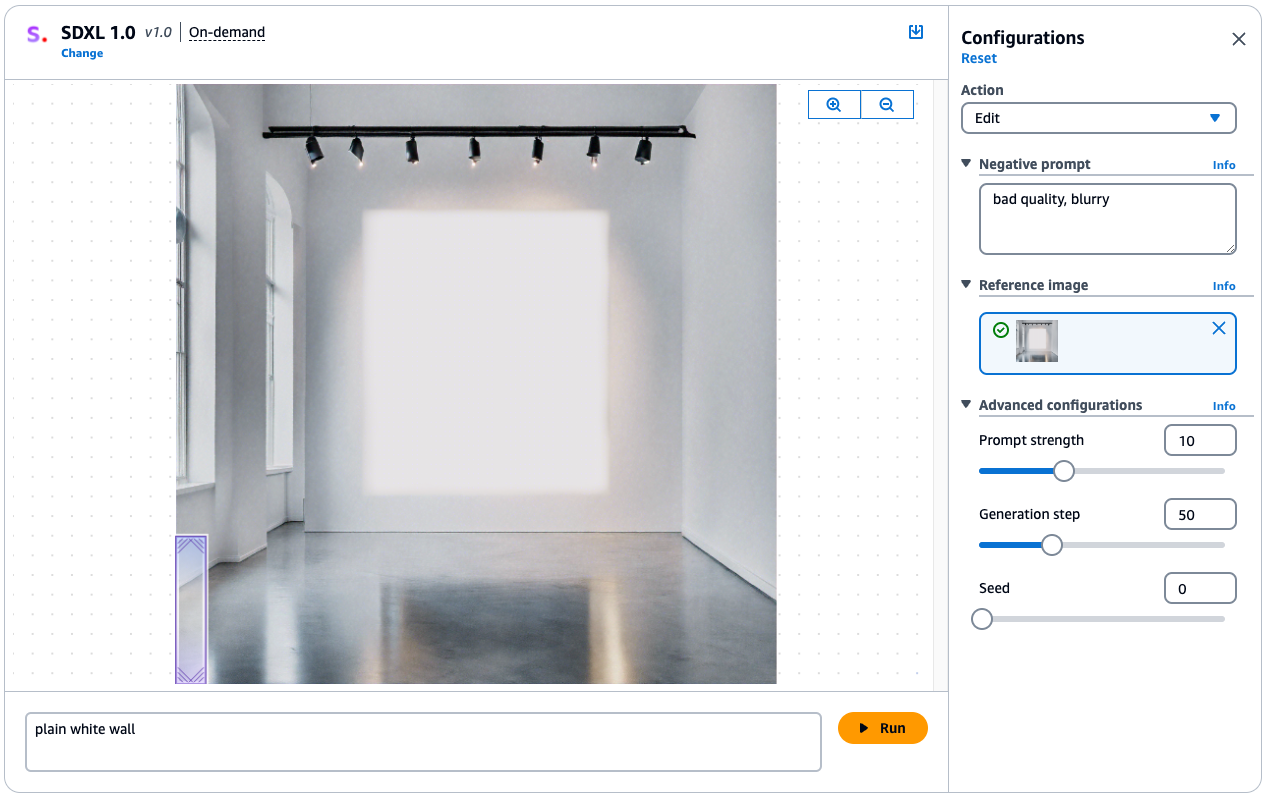 S.
SDXL 1.0 v1.0 On-demand
Change
Configurations
Reset
Action
Edit
Negative prompt Info
bad quality, blurry
Reference image Info
Advanced configurations Info
Prompt strength 10
Generation step 50
Seed 0
plain white wall
Run